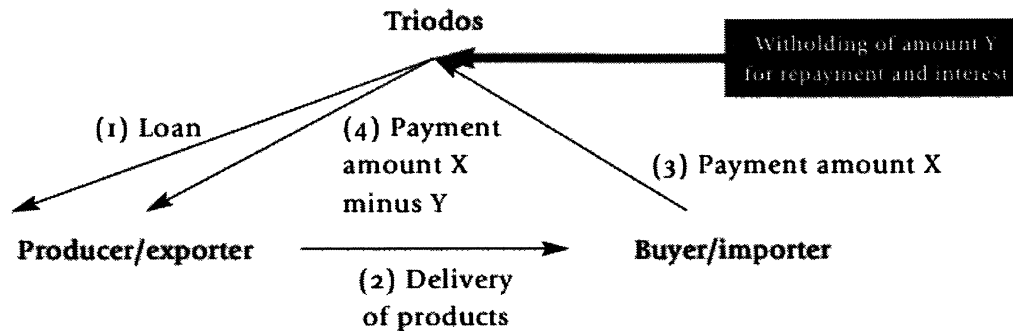 Triodos
Witholding of amount Y
for repayment and interest
(1) Loan
(4) Payment
amount X
minus Y
(3) Payment amount X
Producer/exporter
Buyer/importer
(2) Delivery
of products